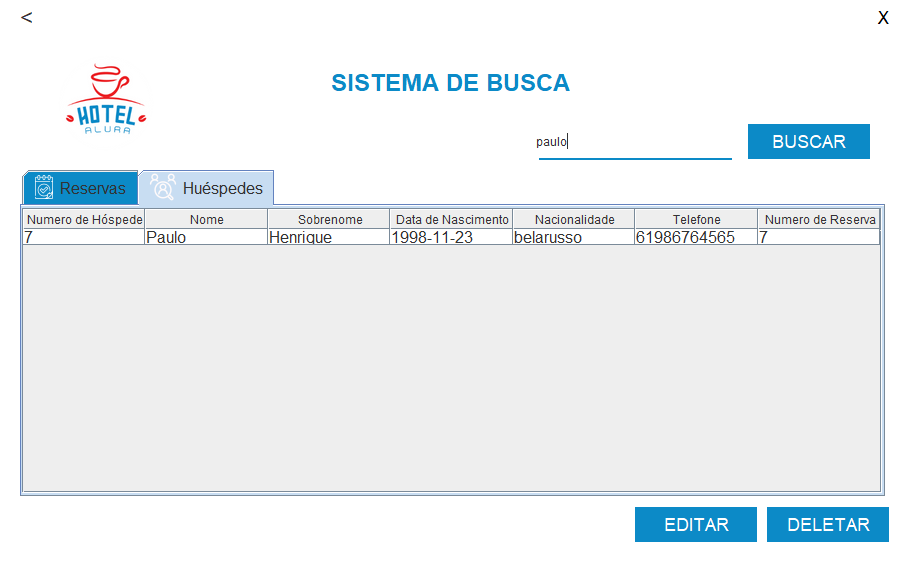 < X
HOTEL
ALURA
SISTEMA DE BUSCA
paulo BUSCAR
Reservas Huéspedes
Numero de Hóspede Nome Sobrenome Data de Nascimento Nacionalidade Telefone Numero de Reserva
7 Paulo Henrique 1998-11-23 belarusso 61986764565 7
EDITAR DELETAR